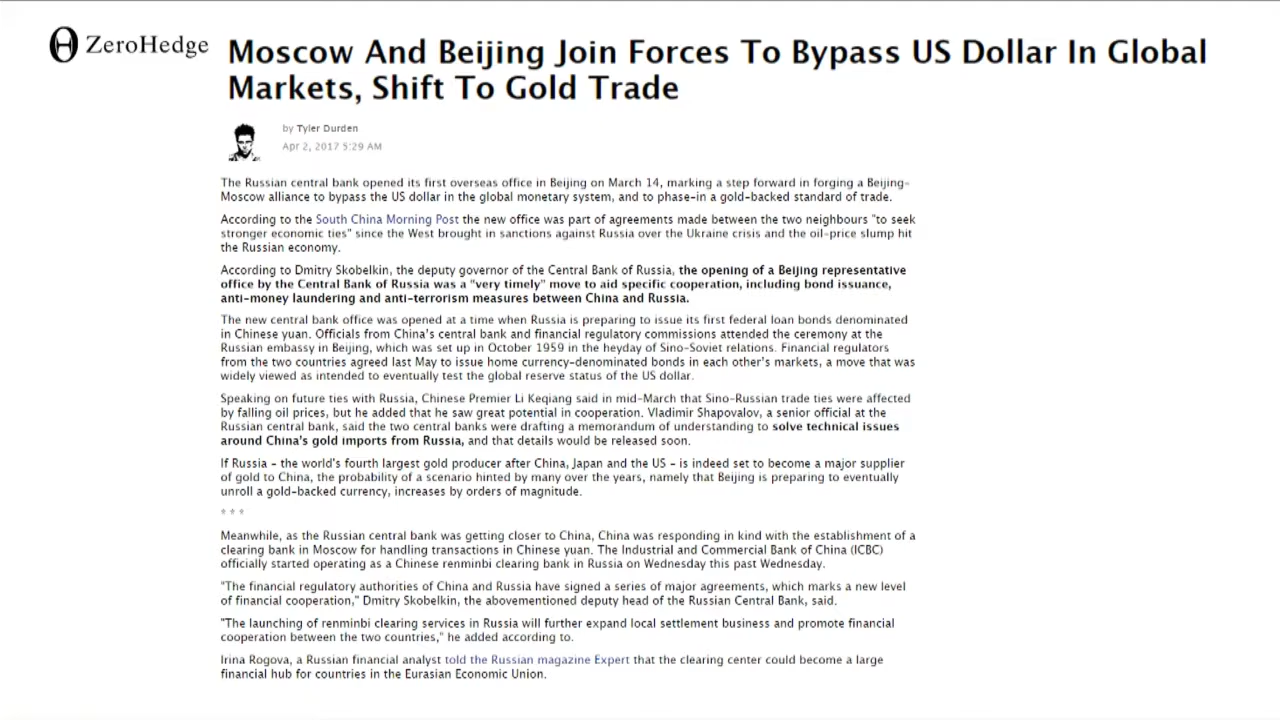 ZeroHedge
Moscow And Beijing Join Forces To Bypass US Dollar In Global
Markets, Shift To Gold Trade
by Tyler Durden
Apr 2, 2017 5:29 AM
The Russian central bank opened its first overseas office in Beijing on March 14, marking a step forward in forging a Beijing-
Moscow alliance to bypass the US dollar in the global monetary system, and to phase-in a gold-backed standard of trade.
According to the South China Morning Post the new office was part of agreements made between the two neighbours "to seek
stronger economic ties" since the West brought in sanctions against Russia over the Ukraine crisis and the oil-price slump hit
the Russian economy.
According to Dmitry Skobelkin, the deputy governor of the Central Bank of Russia, the opening of a Beijing representative
office by the Central Bank of Russia was a "very timely" move to aid specific cooperation, including bond issuance,
anti-money laundering and anti-terrorism measures between China and Russia.
The new central bank office was opened at a time when Russia is preparing to issue its first federal loan bonds denominated
in Chinese yuan. Officials from China's central bank and financial regulatory commissions attended the ceremony at the
Russian embassy in Beijing, which was set up in October 1959 in the heyday of Sino-Soviet relations. Financial regulators
from the two countries agreed last May to issue home currency-denominated bonds in each other's markets, a move that was
widely viewed as intended to eventually test the global reserve status of the US dollar.
Speaking on future ties with Russia, Chinese Premier Li Keqiang said in mid-March that Sino-Russian trade ties were affected
by falling oil prices, but he added that he saw great potential in cooperation. Vladimir Shapovalov, a senior official at the
Russian central bank, said the two central banks were drafting a memorandum of understanding to solve technical issues
around China's gold imports from Russia, and that details would be released soon.
If Russia - the world's fourth largest gold producer after China, Japan and the US - is indeed set to become a major supplier
of gold to China, the probability of a scenario hinted by many over the years, namely that Beijing is preparing to eventually
unroll a gold-backed currency, increases by orders of magnitude.
* * *
Meanwhile, as the Russian central bank was getting closer to China, China was responding in kind with the establishment of a
clearing bank in Moscow for handling transactions in Chinese yuan. The Industrial and Commercial Bank of China (ICBC)
officially started operating as a Chinese renminbi clearing bank in Russia on Wednesday this past Wednesday.
"The financial regulatory authorities of China and Russia have signed a series of major agreements, which marks a new level
of financial cooperation," Dmitry Skobelkin, the abovementioned deputy head of the Russian Central Bank, said.
"The launching of renminbi clearing services in Russia will further expand local settlement business and promote financial
cooperation between the two countries," he added according to.
Irina Rogova, a Russian financial analyst told the Russian magazine Expert that the clearing center could become a large
financial hub for countries in the Eurasian Economic Union.